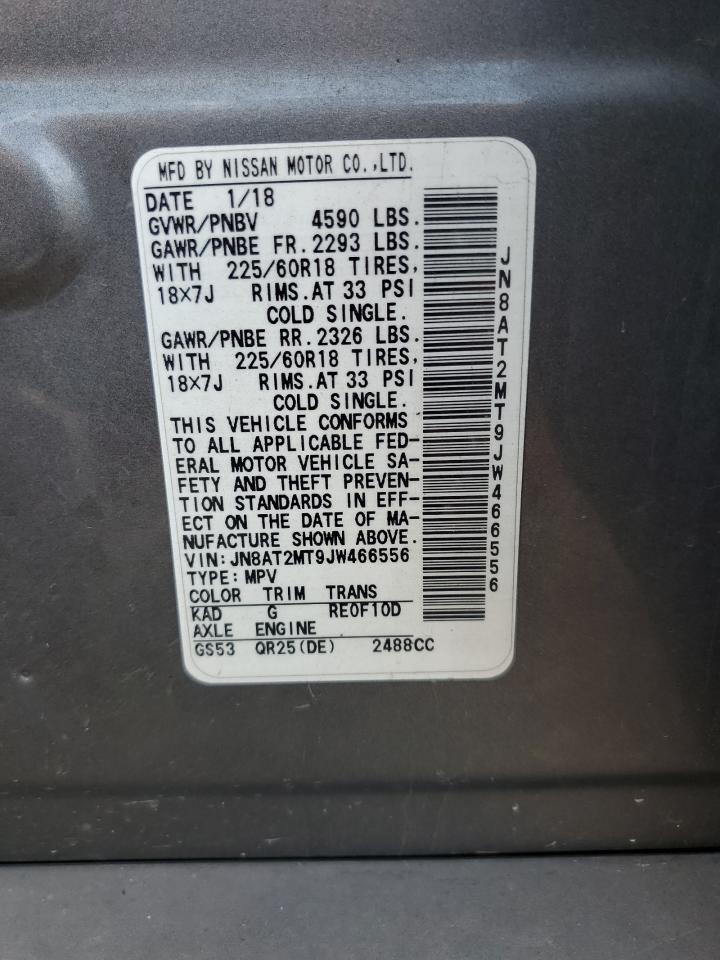 MFD BY NISSAN MOTOR CO.,LTD.
DATE 1/18
GVWR/PNBV 4590 LBS.
GAWR/PNBE FR.2293 LBS.
WITH 225/60R18 TIRES,
18×7J RIMS.AT 33 PSI
COLD SINGLE.
GAWR/PNBE RR.2326 LBS.
WITH 225/60R18 TIRES,
18×7J RIMS.AT 33 PSI
COLD SINGLE.
THIS VEHICLE CONFORMS
TO ALL APPLICABLE FED-
ERAL MOTOR VEHICLE SA-
FETY AND THEFT PREVEN-
TION STANDARDS IN EFF-
ECT ON THE DATE OF MA-
NUFACTURE SHOWN ABOVE.
VIN:JN8AT2MT9JW466556
TYPE:MPV
COLOR TRIM TRANS
KAD G RE0F10D
AXLE ENGINE
GS53 QR25(DE) 2488CC
JN8AT2MT9JW466556